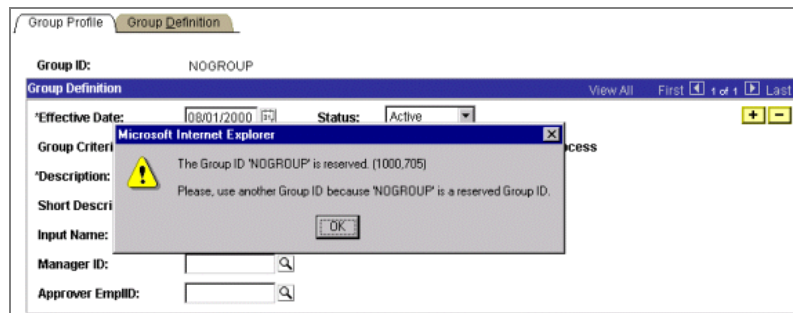 Group Profile Group Definition
Group ID: NOGROUP
Group Definition View All First 1 of 1 Last
*Effective Date: 08/01/2000 Status: Active
Microsoft Internet Explorer
Group Criteri
The Group ID 'NOGROUP' is reserved. (1000,705)
ocess
*Description:
Please, use another Group ID because 'NOGROUP' is a reserved Group ID.
Short Descri
OK
Input Name:
Manager ID:
Approver EmplID: